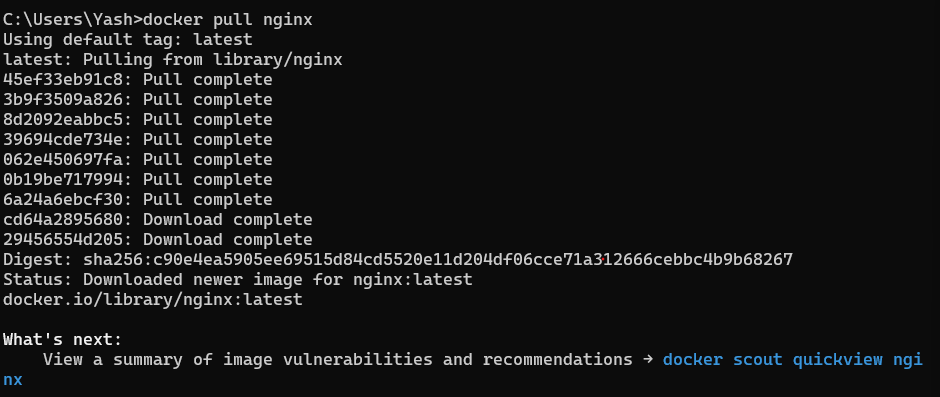 C:\Users\Yash>docker pull nginx
Using default tag: latest
latest: Pulling from library/nginx
45ef33eb91c8: Pull complete
3b9f3509a826: Pull complete
8d2092eabbc5: Pull complete
39694cde734e: Pull complete
062e450697fa: Pull complete
0b19be717994: Pull complete
6a24a6ebcf30: Pull complete
cd64a2895680: Download complete
29456554d205: Download complete
Digest: sha256:c90e4ea5905ee69515d84cd5520e11d204df06cce71a312666cebbc4b9b68267
Status: Downloaded newer image for nginx:latest
docker.io/library/nginx:latest
What's next:
View a summary of image vulnerabilities and recommendations → docker scout quickview ngi
nx